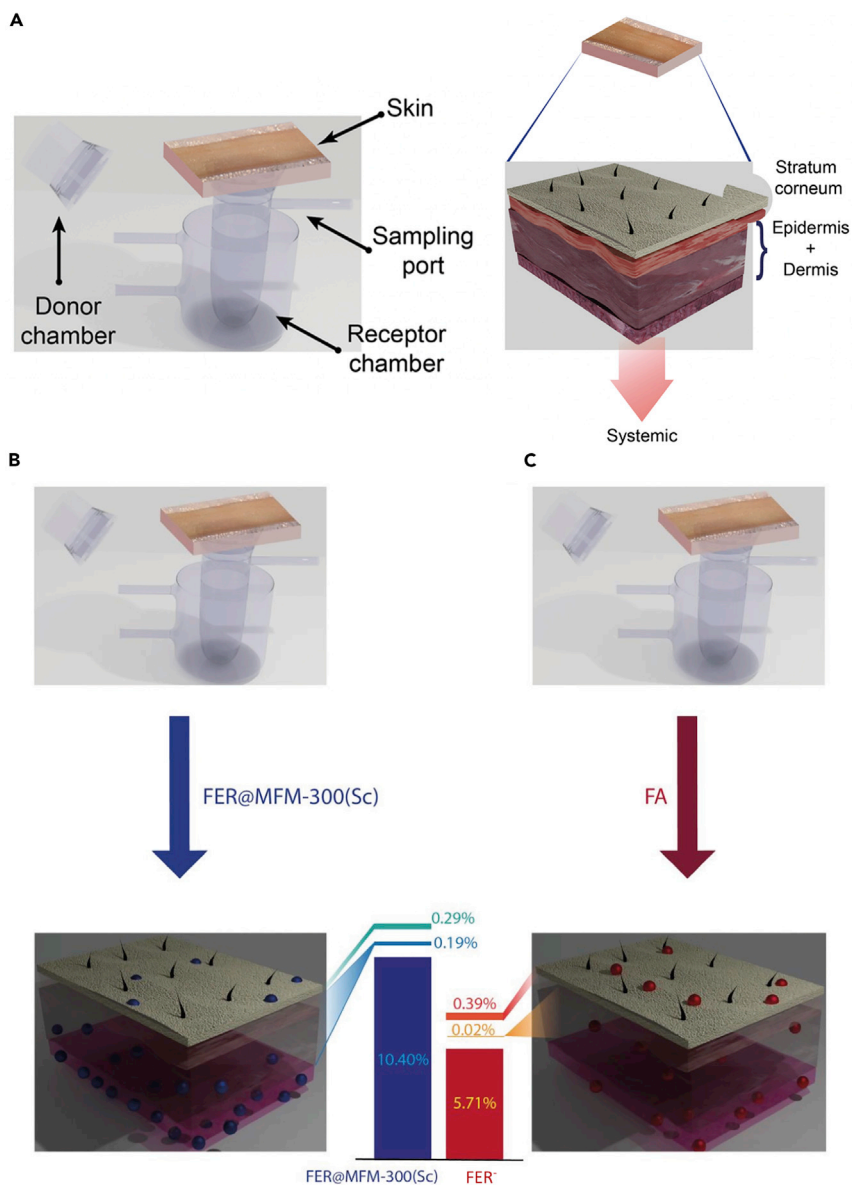 A
Skin
Stratum
corneum
Sampling
port
Epidermis
+
Dermis
Donor
chamber
Receptor
chamber
Systemic
B
C
FER@MFM-300(Sc)
FA
0.29%
0.19%
0.39%
0.02%
10.40%
5.71%
FER@MFM-300(Sc)
FER⁻